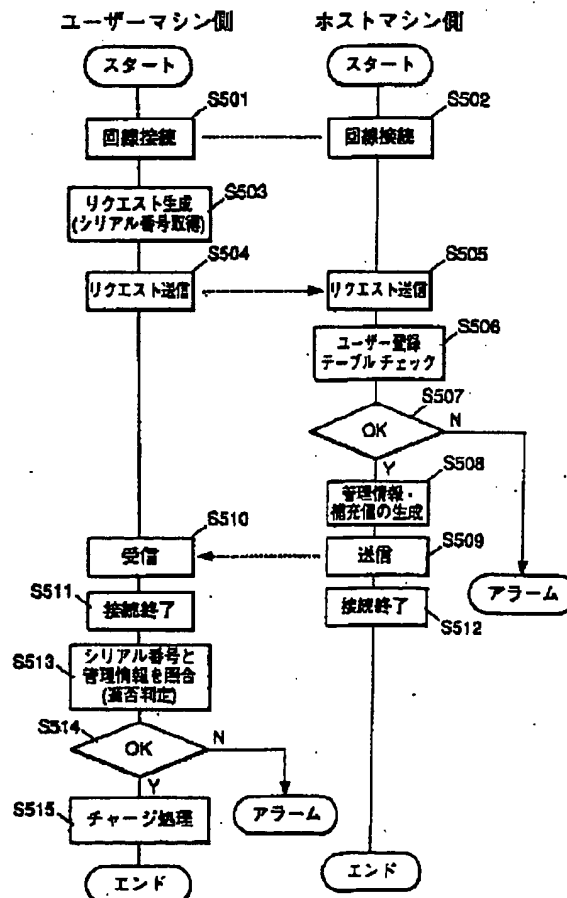 ユーザーマシン側
ホストマシン側
スタート
スタート
S501
S502
回線接続
回線接続
S503
リクエスト生成
(シリアル番号取得)
S504
S505
リクエスト送信
リクエスト送信
S506
ユーザー登録
テーブルチェック
S507
OK
N
Y
S508
管理情報・
補充値の生成
S510
S509
受信
送信
アラーム
S511
接続終了
接続終了
S512
S513
シリアル番号と
管理情報を照合
(適否判定)
S514
OK
N
Y
S515
チャージ処理
アラーム
エンド
エンド